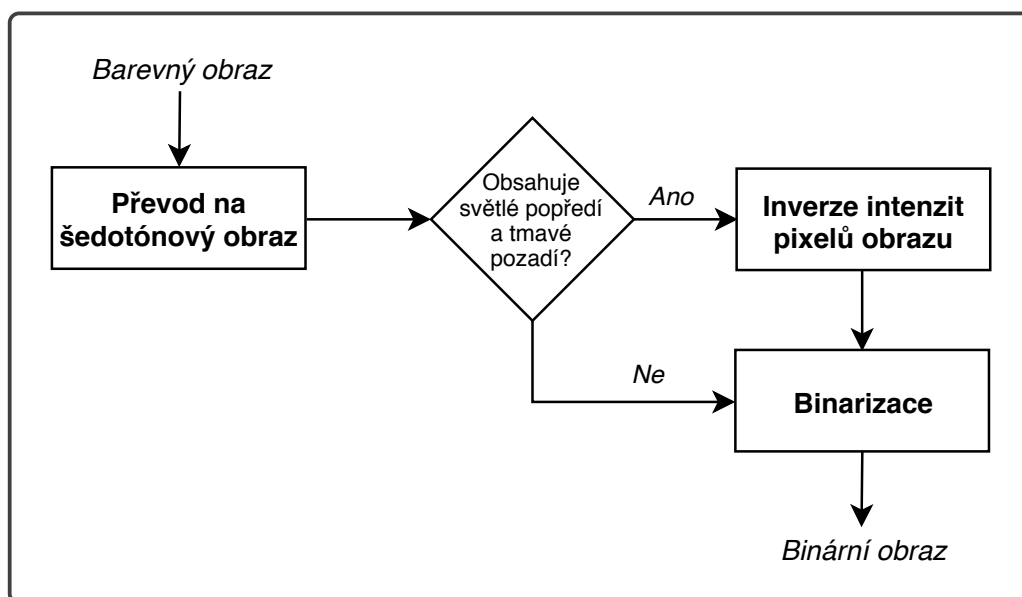 Barevný obraz
Převod na
šedotónový obraz
Obsahuje
světlé popředí
a tmavé
pozadí?
Ano
Inverze intenzit
pixelů obrazu
Ne
Binarizace
Binární obraz